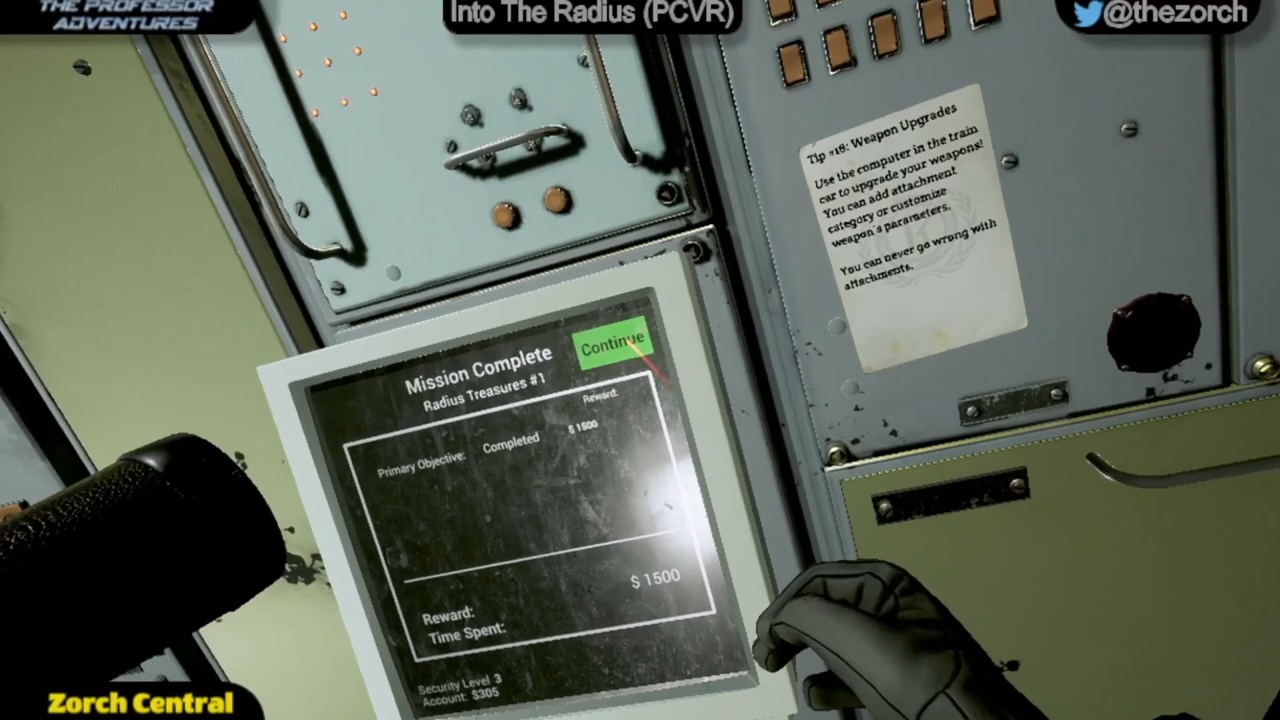 THE PROFESSOR
ADVENTURES
Into The Radius (PCVR)
@thezorch
Tip #18: Weapon Upgrades
Use the computer in the train
car to upgrade your weapons!
You can add attachment
category or customize
weapon's parameters.
You can never go wrong with
attachments.
Mission Complete
Radius Treasures #1
Continue
Reward:
Primary Objective: Completed $ 1500
$ 1500
Reward:
Time Spent:
Security Level 3
Account: $305
Zorch Central